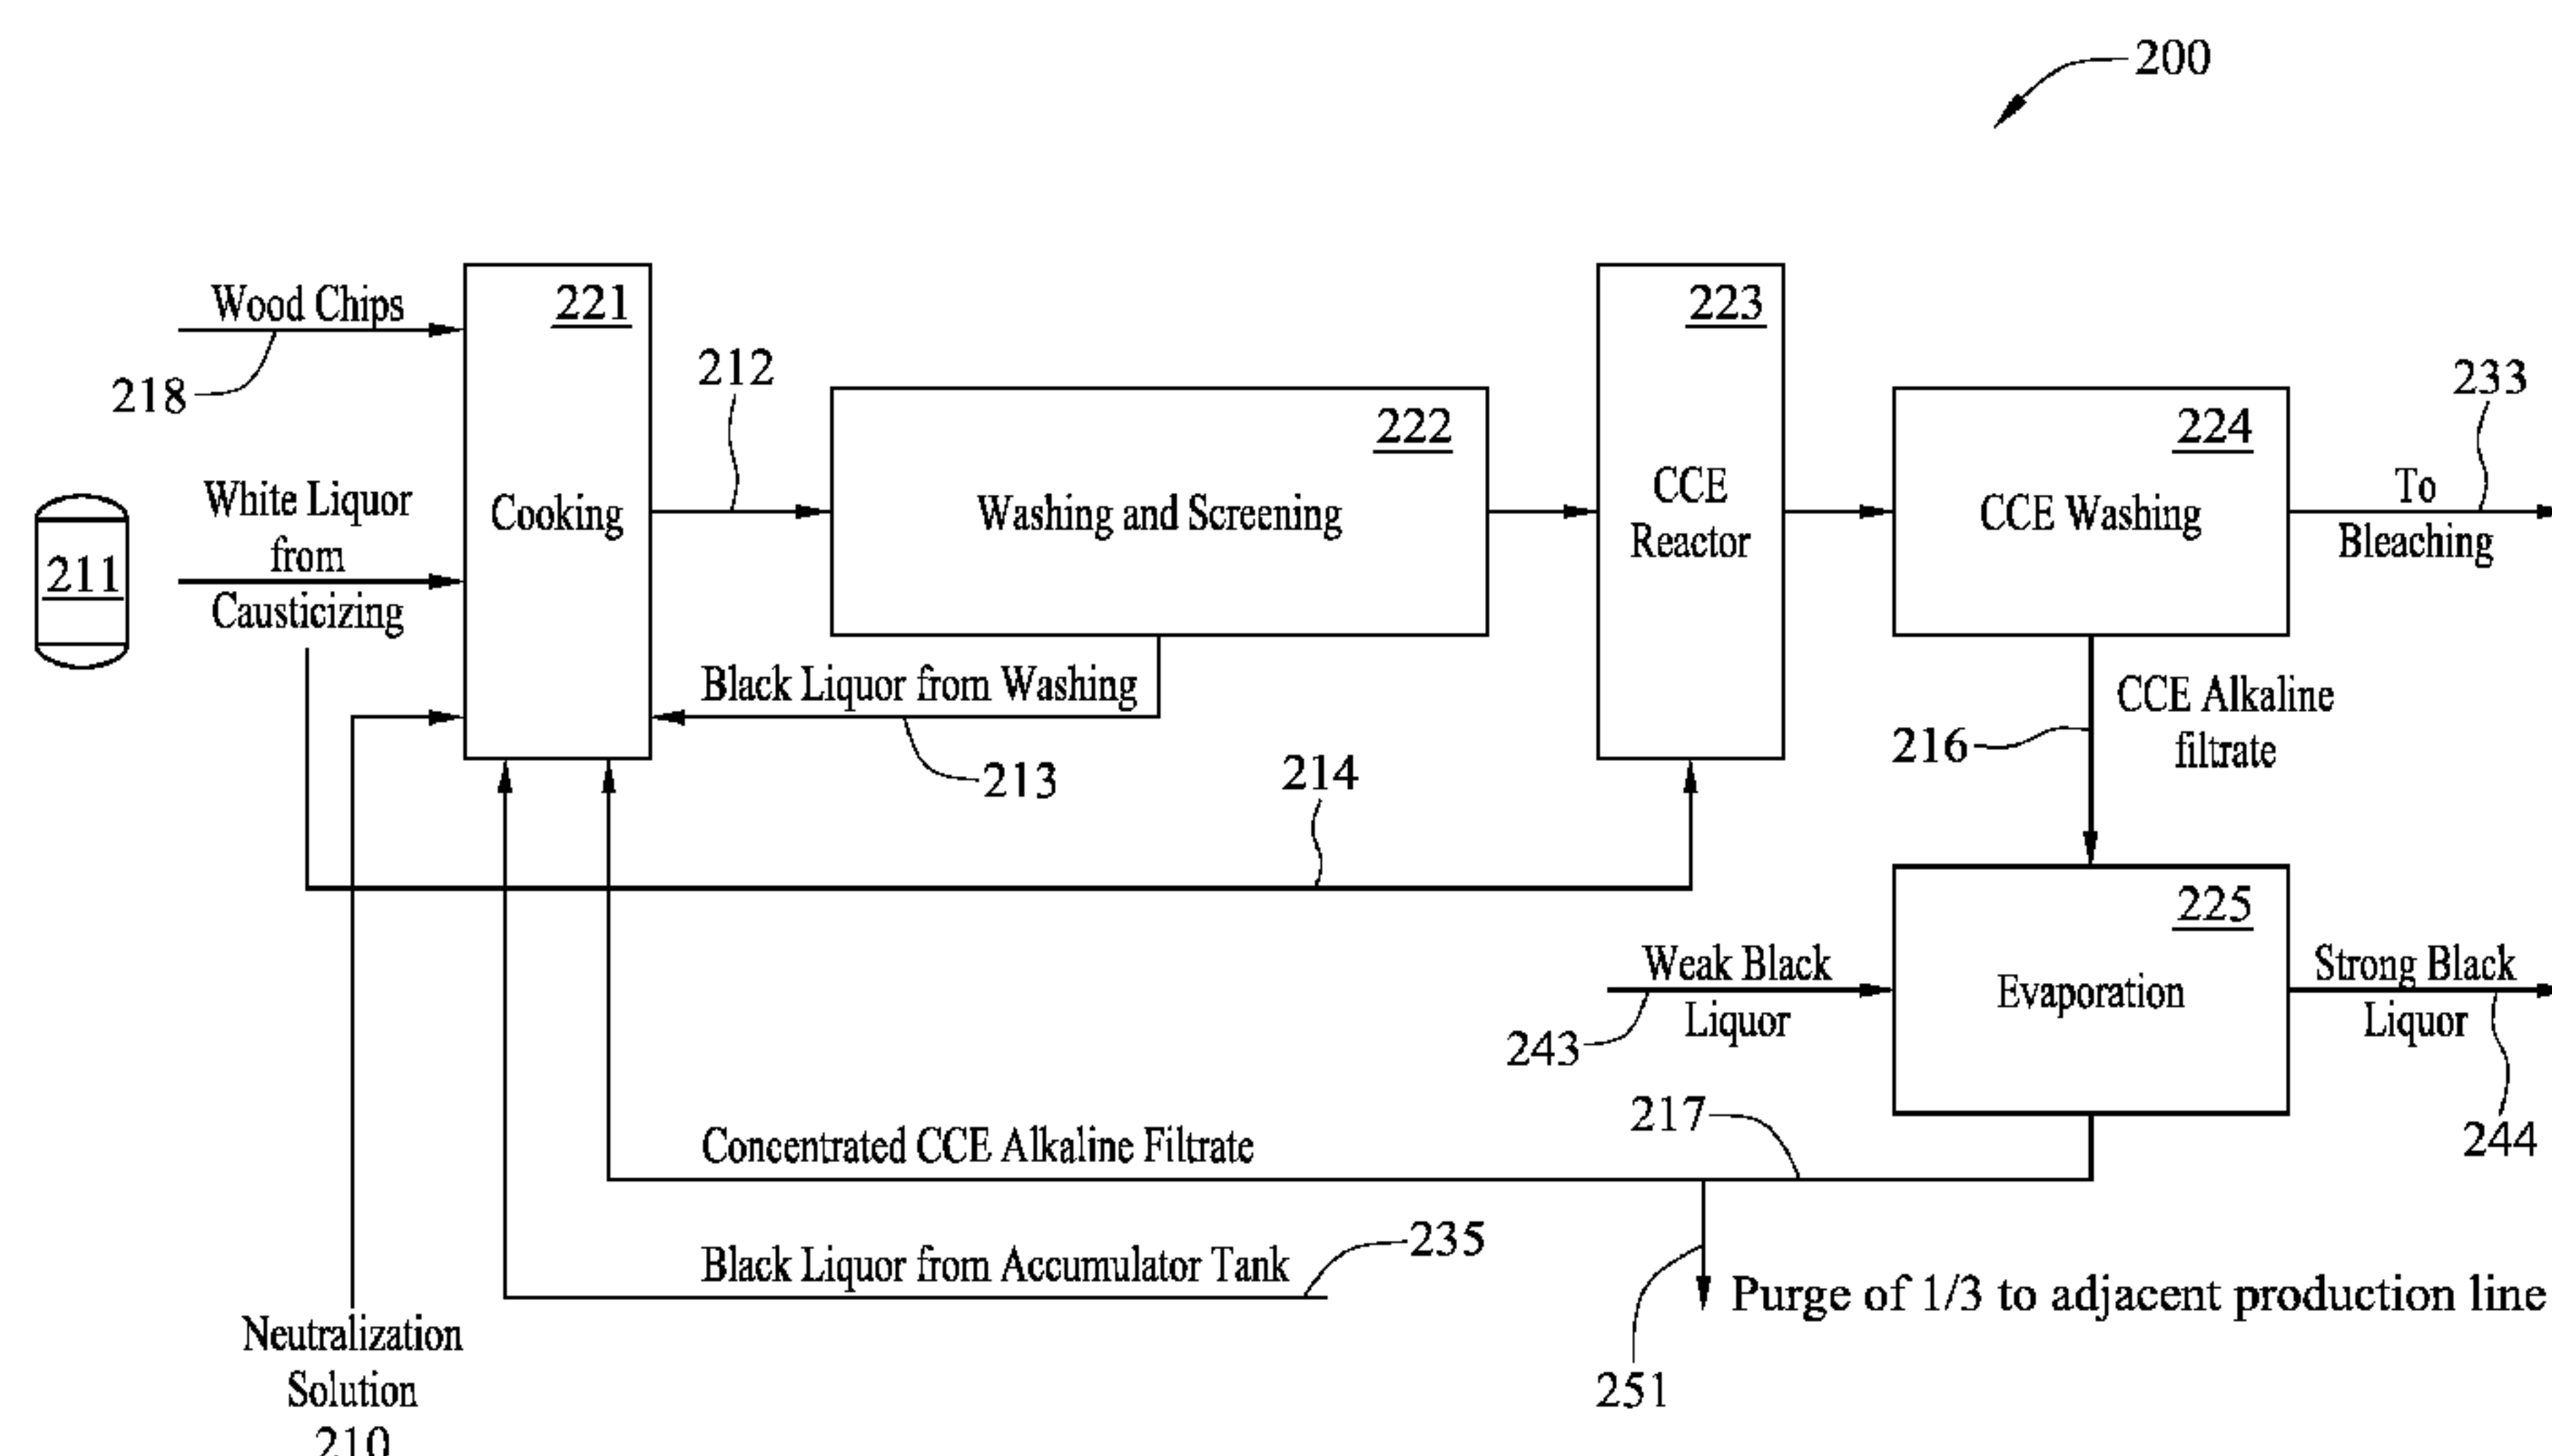 200
Wood Chips
218
221
Cooking
White Liquor
from
Causticizing
211
212
222
Washing and Screening
223
CCE
Reactor
224
CCE Washing
233
To
Bleaching
Black Liquor from Washing
213
214
216
CCE Alkaline
filtrate
225
Evaporation
Weak Black
Liquor
243
Strong Black
Liquor
244
217
Concentrated CCE Alkaline Filtrate
Black Liquor from Accumulator Tank
235
251
Purge of 1/3 to adjacent production line
Neutralization
Solution
210